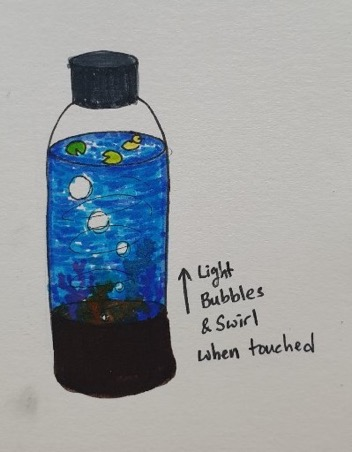 Light
Bubbles
& Swirl
when touched